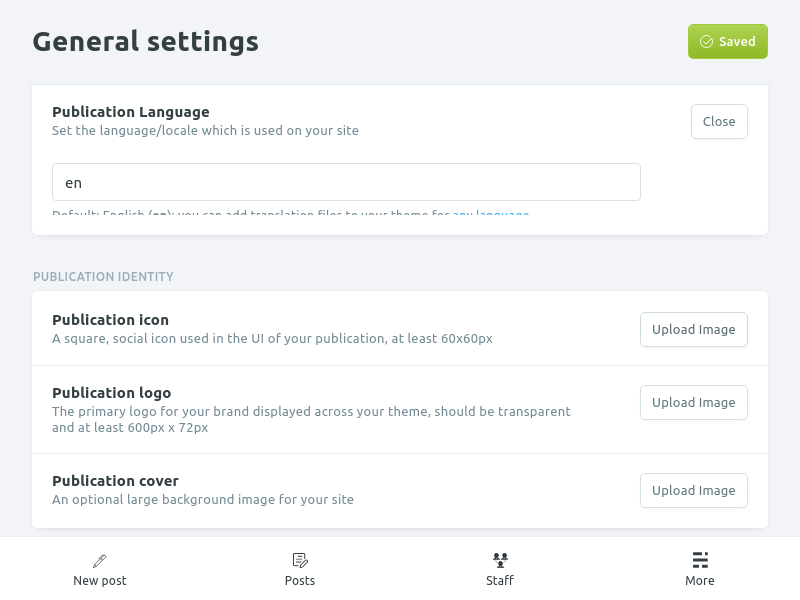 General settings
Saved
Publication Language
Set the language/locale which is used on your site
Close
en
Default: English (en); you can add translation files to your theme for any language
PUBLICATION IDENTITY
Publication icon
A square, social icon used in the UI of your publication, at least 60x60px
Upload Image
Publication logo
The primary logo for your brand displayed across your theme, should be transparent
and at least 600px x 72px
Upload Image
Publication cover
An optional large background image for your site
Upload Image
New post
Posts
Staff
More